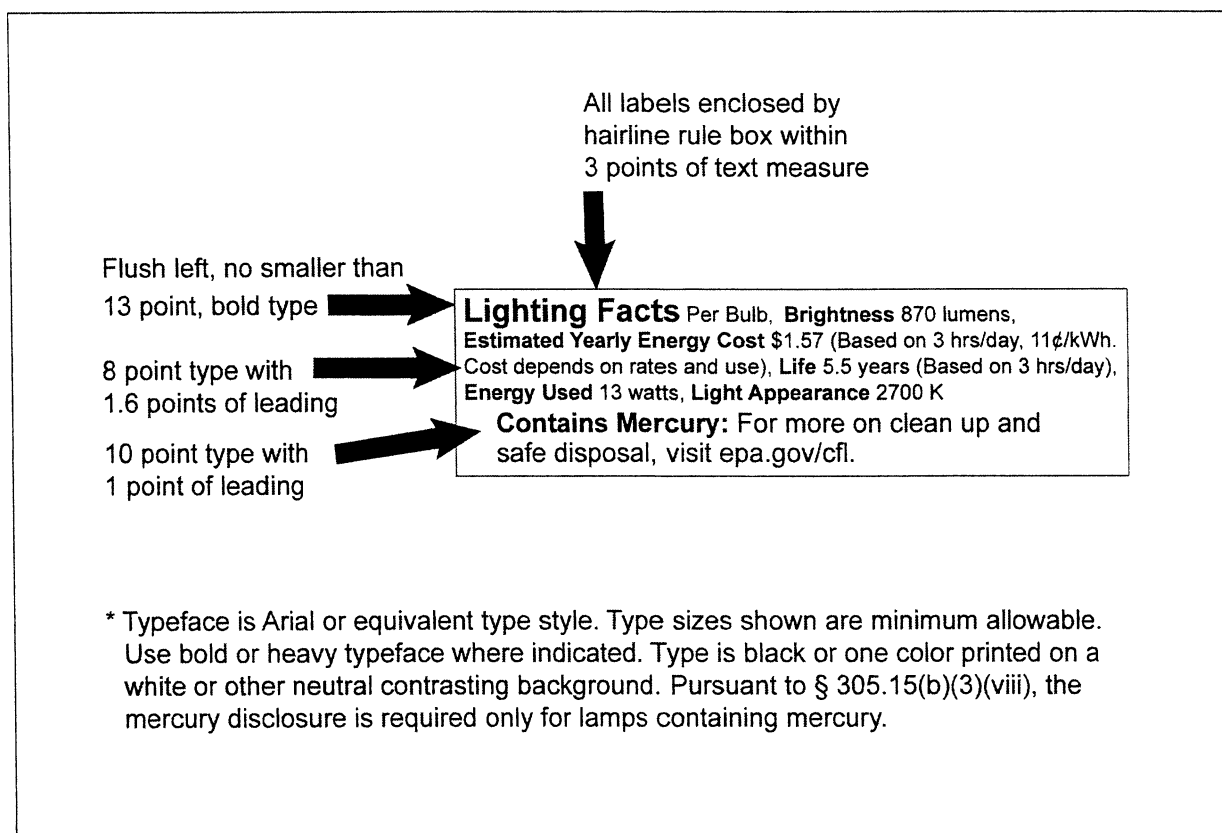 All labels enclosed by
hairline rule box within
3 points of text measure
Flush left, no smaller than
13 point, bold type
8 point type with
1.6 points of leading
10 point type with
1 point of leading
Lighting Facts Per Bulb, Brightness 870 lumens,
Estimated Yearly Energy Cost $1.57 (Based on 3 hrs/day, 11¢/kWh.
Cost depends on rates and use), Life 5.5 years (Based on 3 hrs/day),
Energy Used 13 watts, Light Appearance 2700 K
Contains Mercury: For more on clean up and
safe disposal, visit epa.gov/cfl.
* Typeface is Arial or equivalent type style. Type sizes shown are minimum allowable.
Use bold or heavy typeface where indicated. Type is black or one color printed on a
white or other neutral contrasting background. Pursuant to § 305.15(b)(3)(viii), the
mercury disclosure is required only for lamps containing mercury.